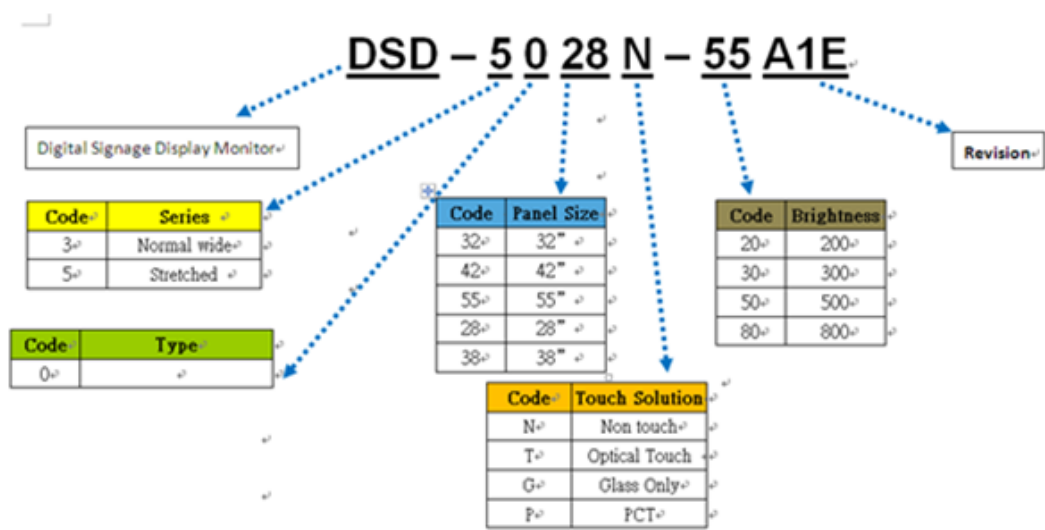 DSD – 5 0 28 N – 55 A1E
Digital Signage Display Monitor
Revision
Code Series
3 Normal wide
5 Stretched
Code Type
0
Code Panel Size
32 32”
42 42”
55 55”
28 28”
38 38”
Code Brightness
20 200
30 300
50 500
80 800
Code Touch Solution
N Non touch
T Optical Touch
G Glass Only
P PCT